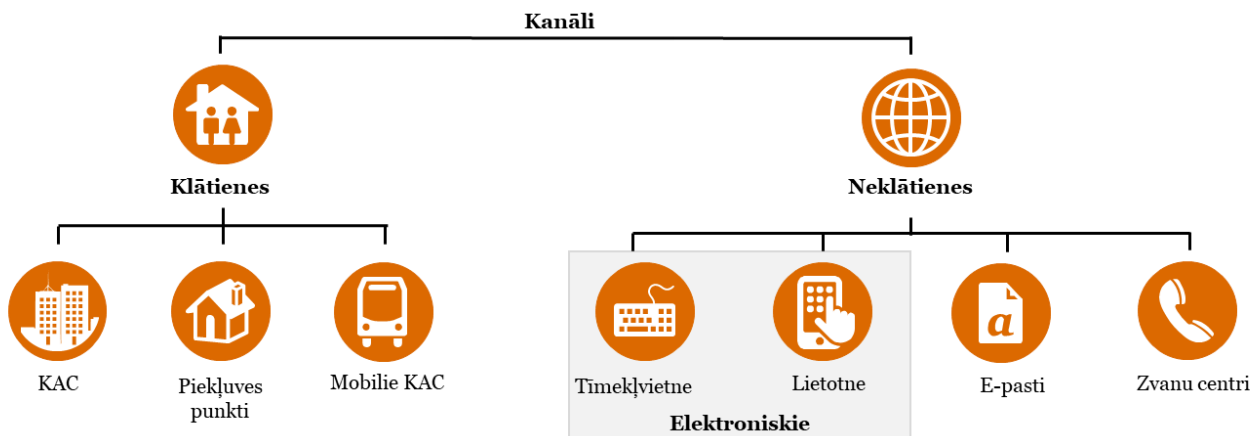 Kanāli
Klātienes
Neklātienes
KAC
Piekļuves
punkti
Mobilie KAC
Tīmekļvietne
Lietotne
E-pasti
Zvanu centri
Elektroniskie
a